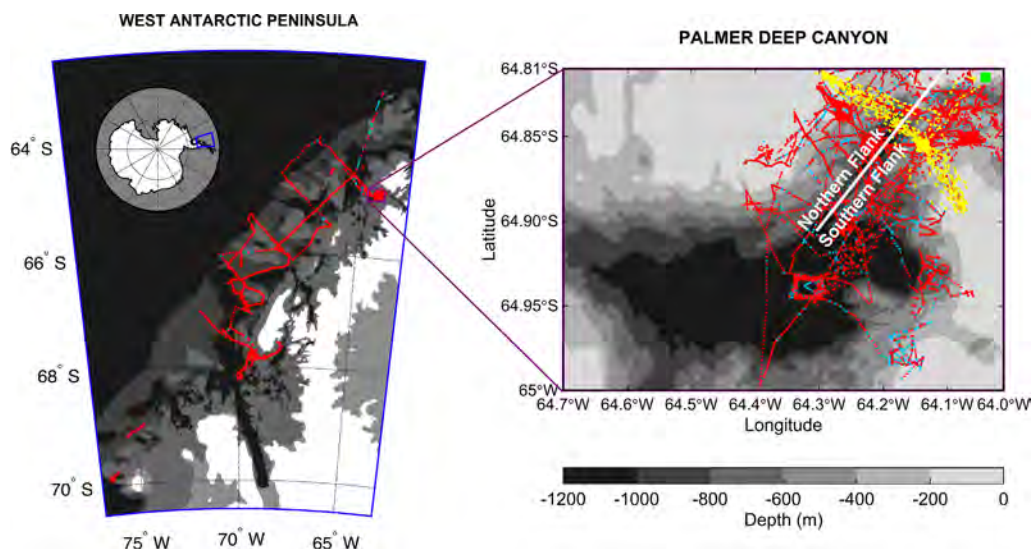 WEST ANTARCTIC PENINSULA
64° S
66° S
68° S
70° S
75° W
70° W
65° W
PALMER DEEP CANYON
64.81°S
64.85°S
64.90°S
64.95°S
65°W
Latitude
Northern Flank
Southern Flank
64.7°W 64.6°W 64.5°W 64.4°W 64.3°W 64.2°W 64.1°W 64.0°W
Longitude
-1200 -1000 -800 -600 -400 -200 0
Depth (m)